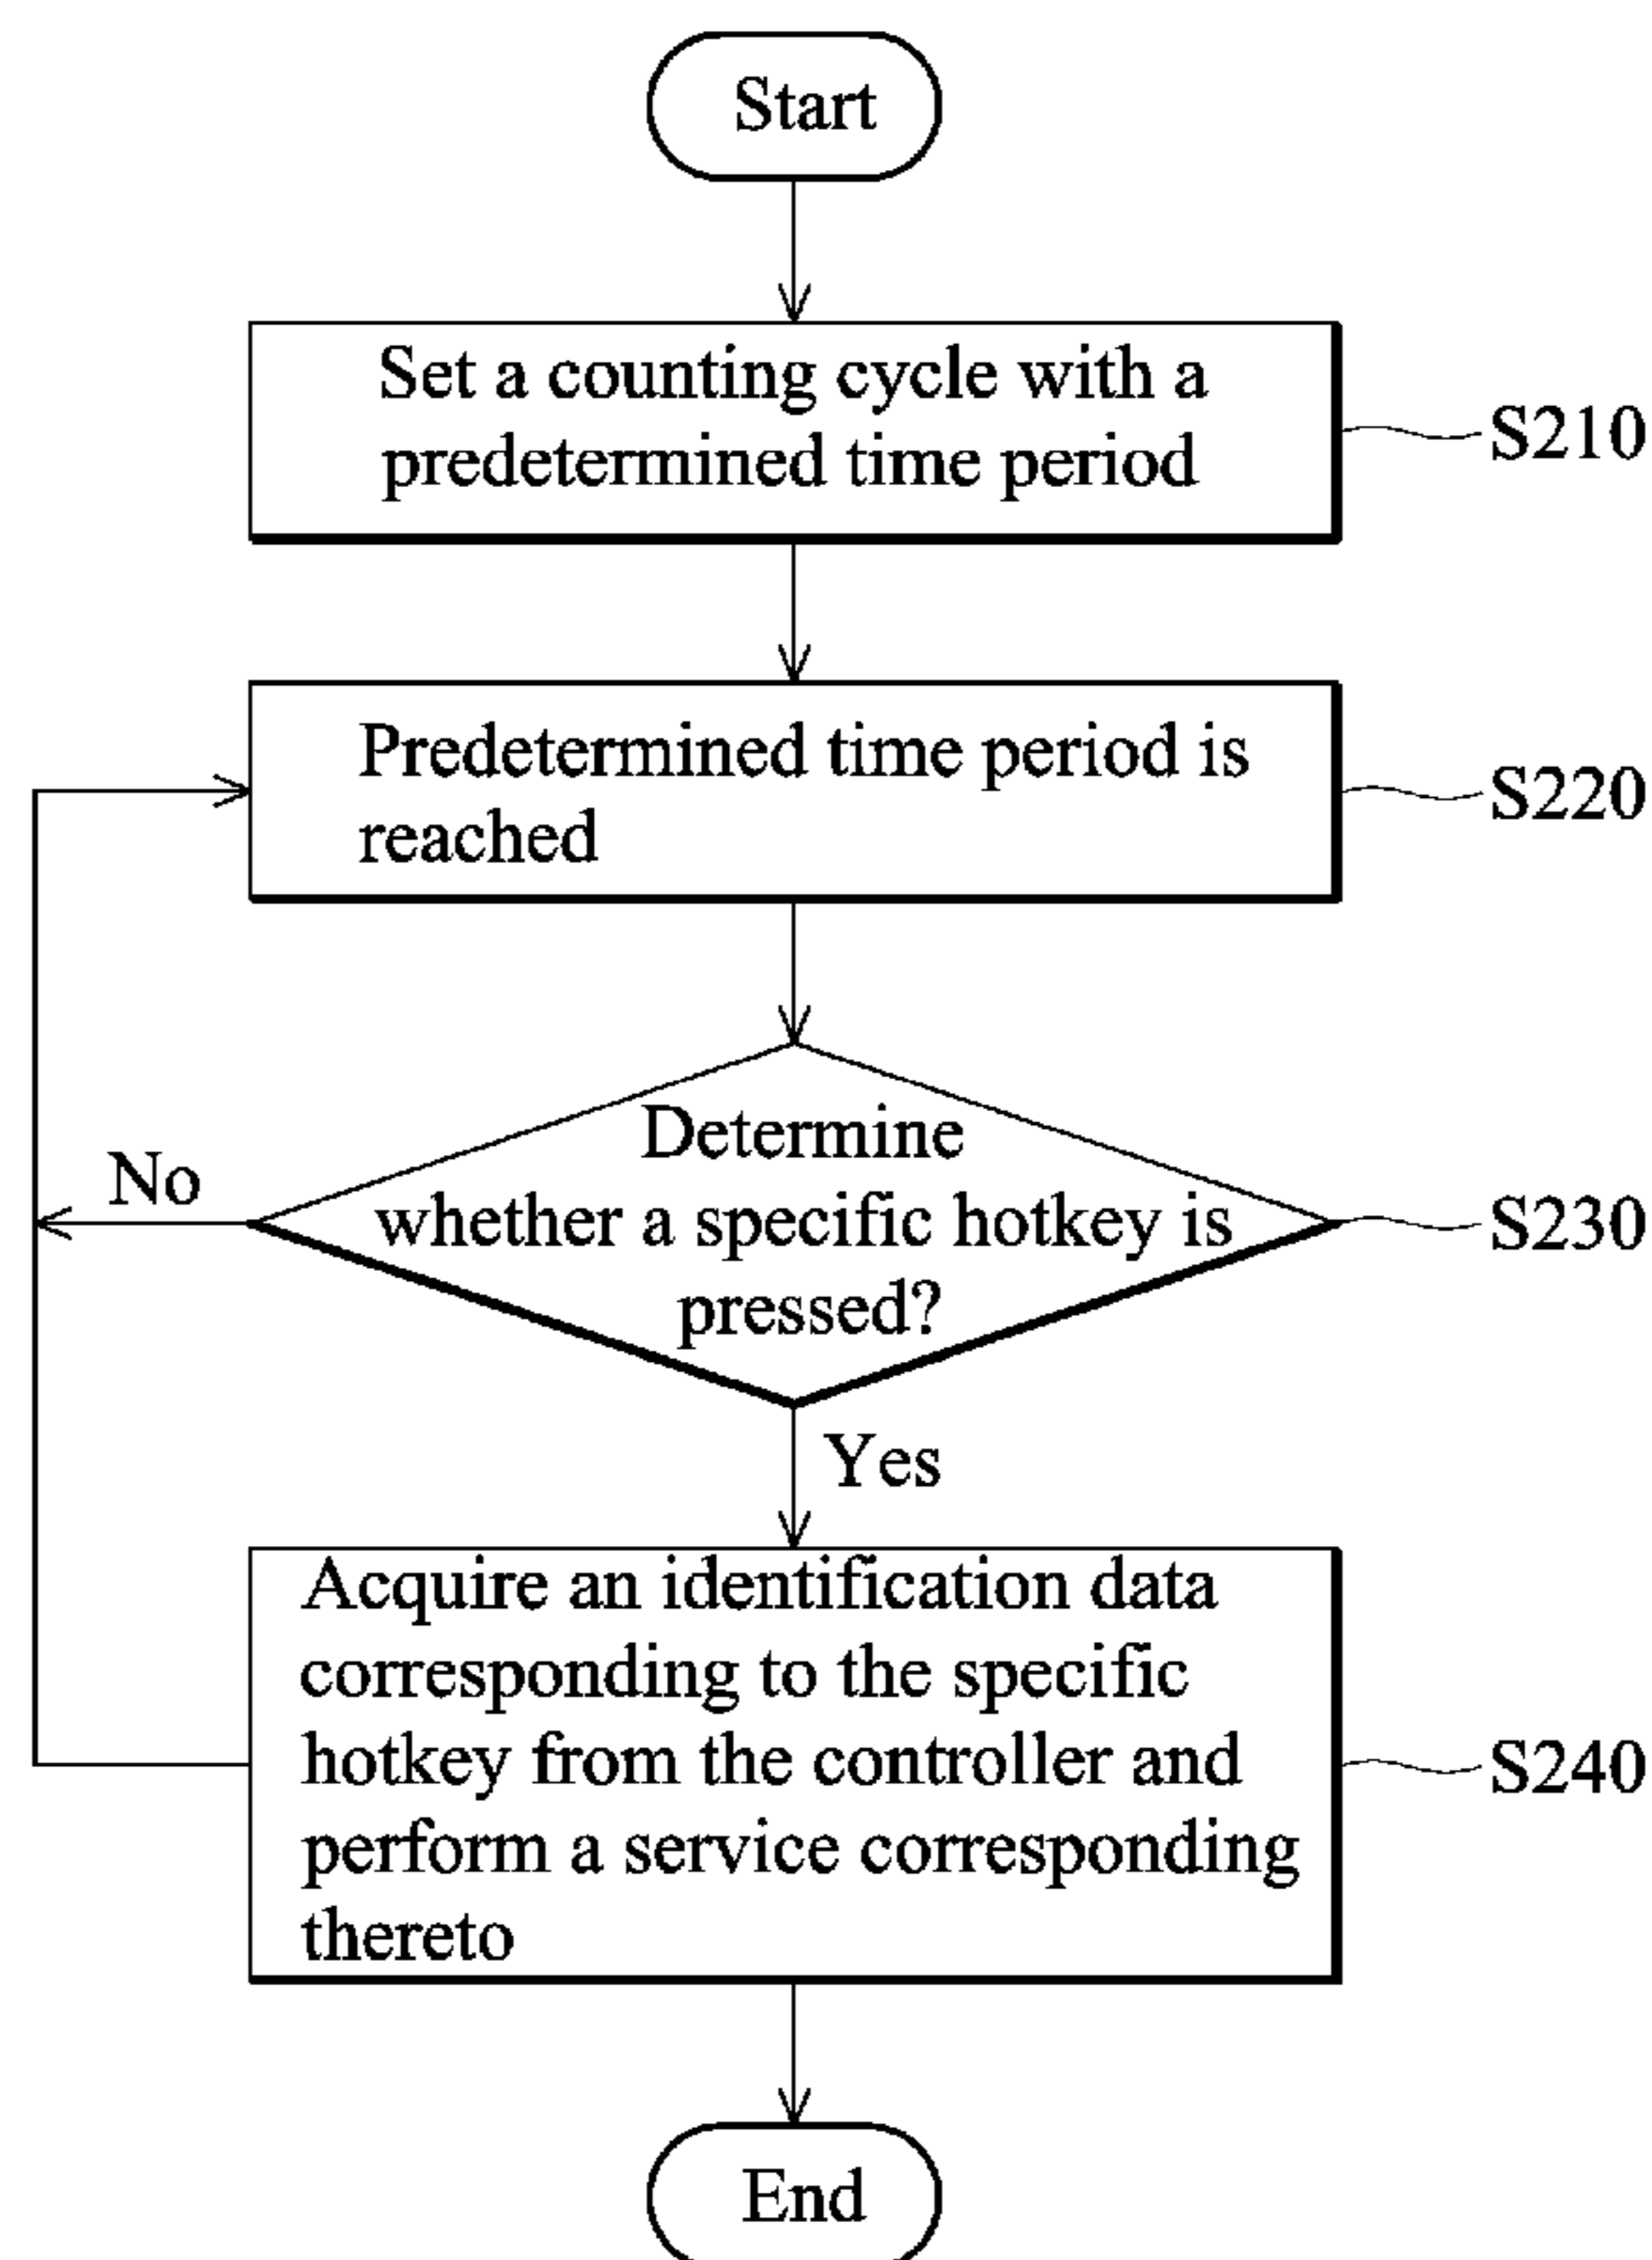 Start
Set a counting cycle with a
predetermined time period
S210
Predetermined time period is
reached
S220
Determine
whether a specific hotkey is
pressed?
S230
No
Yes
Acquire an identification data
corresponding to the specific
hotkey from the controller and
perform a service corresponding
thereto
S240
End